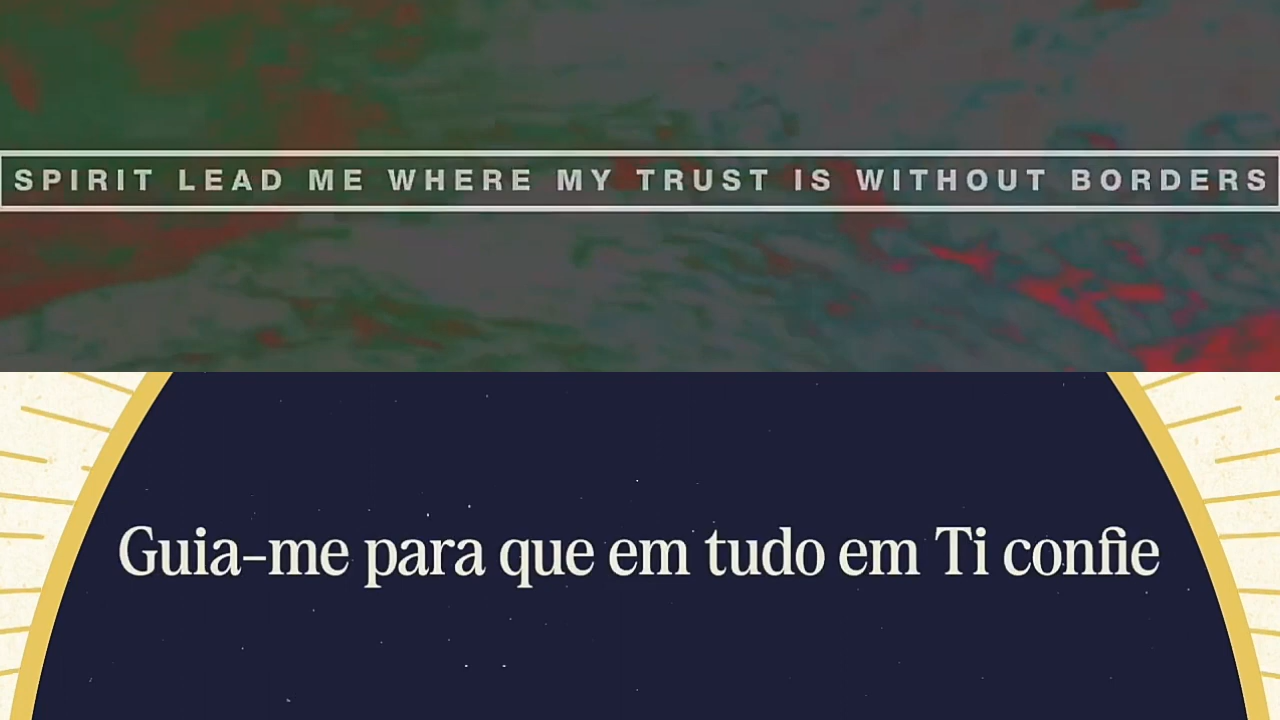 SPIRIT LEAD ME WHERE MY TRUST IS WITHOUT BORDERS
Guia-me para que em tudo em Ti confie